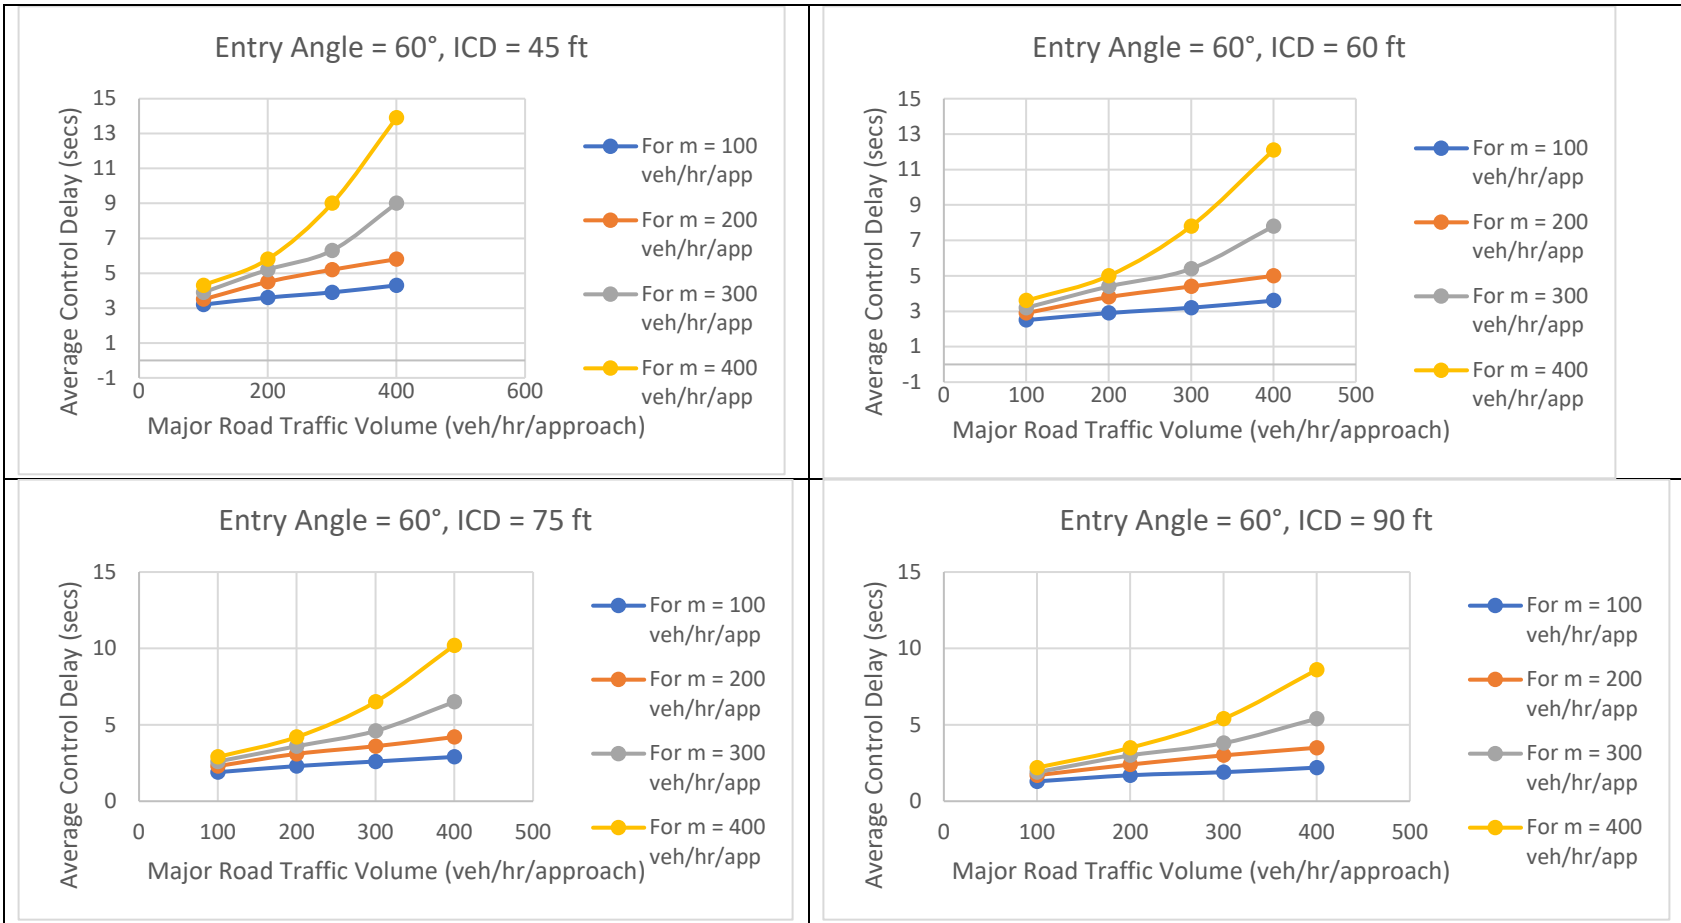 Entry Angle = 60°, ICD = 45 ft
Average Control Delay (secs)
15
13
11
9
7
5
3
1
-1
0
200
400
600
Major Road Traffic Volume (veh/hr/approach)
For m = 100
veh/hr/app
For m = 200
veh/hr/app
For m = 300
veh/hr/app
For m = 400
veh/hr/app
Entry Angle = 60°, ICD = 60 ft
Average Control Delay (secs)
15
13
11
9
7
5
3
1
-1
0
100
200
300
400
500
Major Road Traffic Volume (veh/hr/approach)
For m = 100
veh/hr/app
For m = 200
veh/hr/app
For m = 300
veh/hr/app
For m = 400
veh/hr/app
Entry Angle = 60°, ICD = 75 ft
Average Control Delay (secs)
15
10
5
0
0
100
200
300
400
500
Major Road Traffic Volume (veh/hr/approach)
For m = 100
veh/hr/app
For m = 200
veh/hr/app
For m = 300
veh/hr/app
For m = 400
veh/hr/app
Entry Angle = 60°, ICD = 90 ft
Average Control Delay (secs)
15
10
5
0
0
100
200
300
400
500
Major Road Traffic Volume (veh/hr/approach)
For m = 100
veh/hr/app
For m = 200
veh/hr/app
For m = 300
veh/hr/app
For m = 400
veh/hr/app